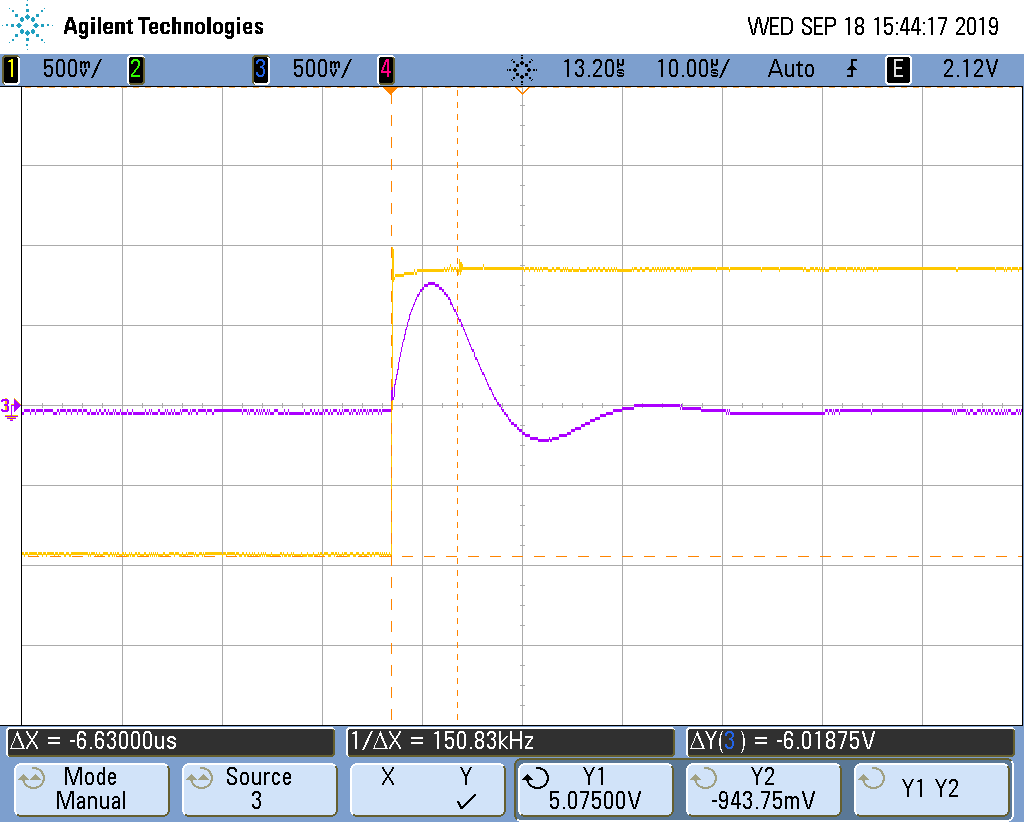 Agilent Technologies WED SEP 18 15:44:17 2019
1 500mV/ 2 3 500mV/ 4 13.20µs 10.00µs/ Auto E 2.12V
3
ΔX = -6.63000us 1/ΔX = 150.83kHz ΔY(3) = -6.01875V
Mode Source X Y Y1 Y2 Y1 Y2
Manual 3 ✓ 5.07500V -943.75mV